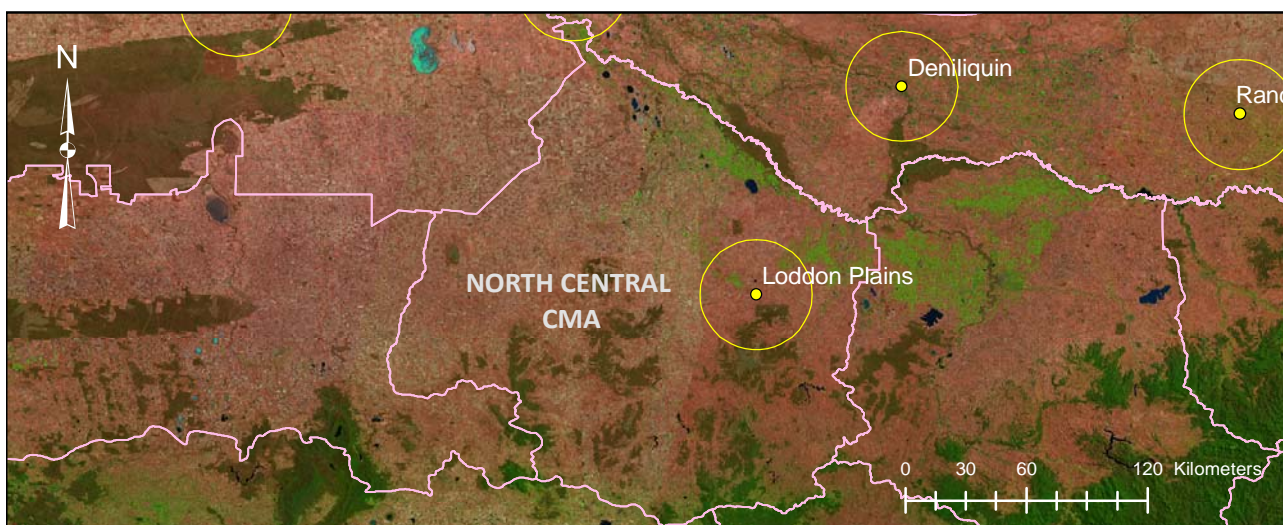 N
Deniliquin
Loddon Plains
NORTH CENTRAL
CMA
0 30 60 120 Kilometers